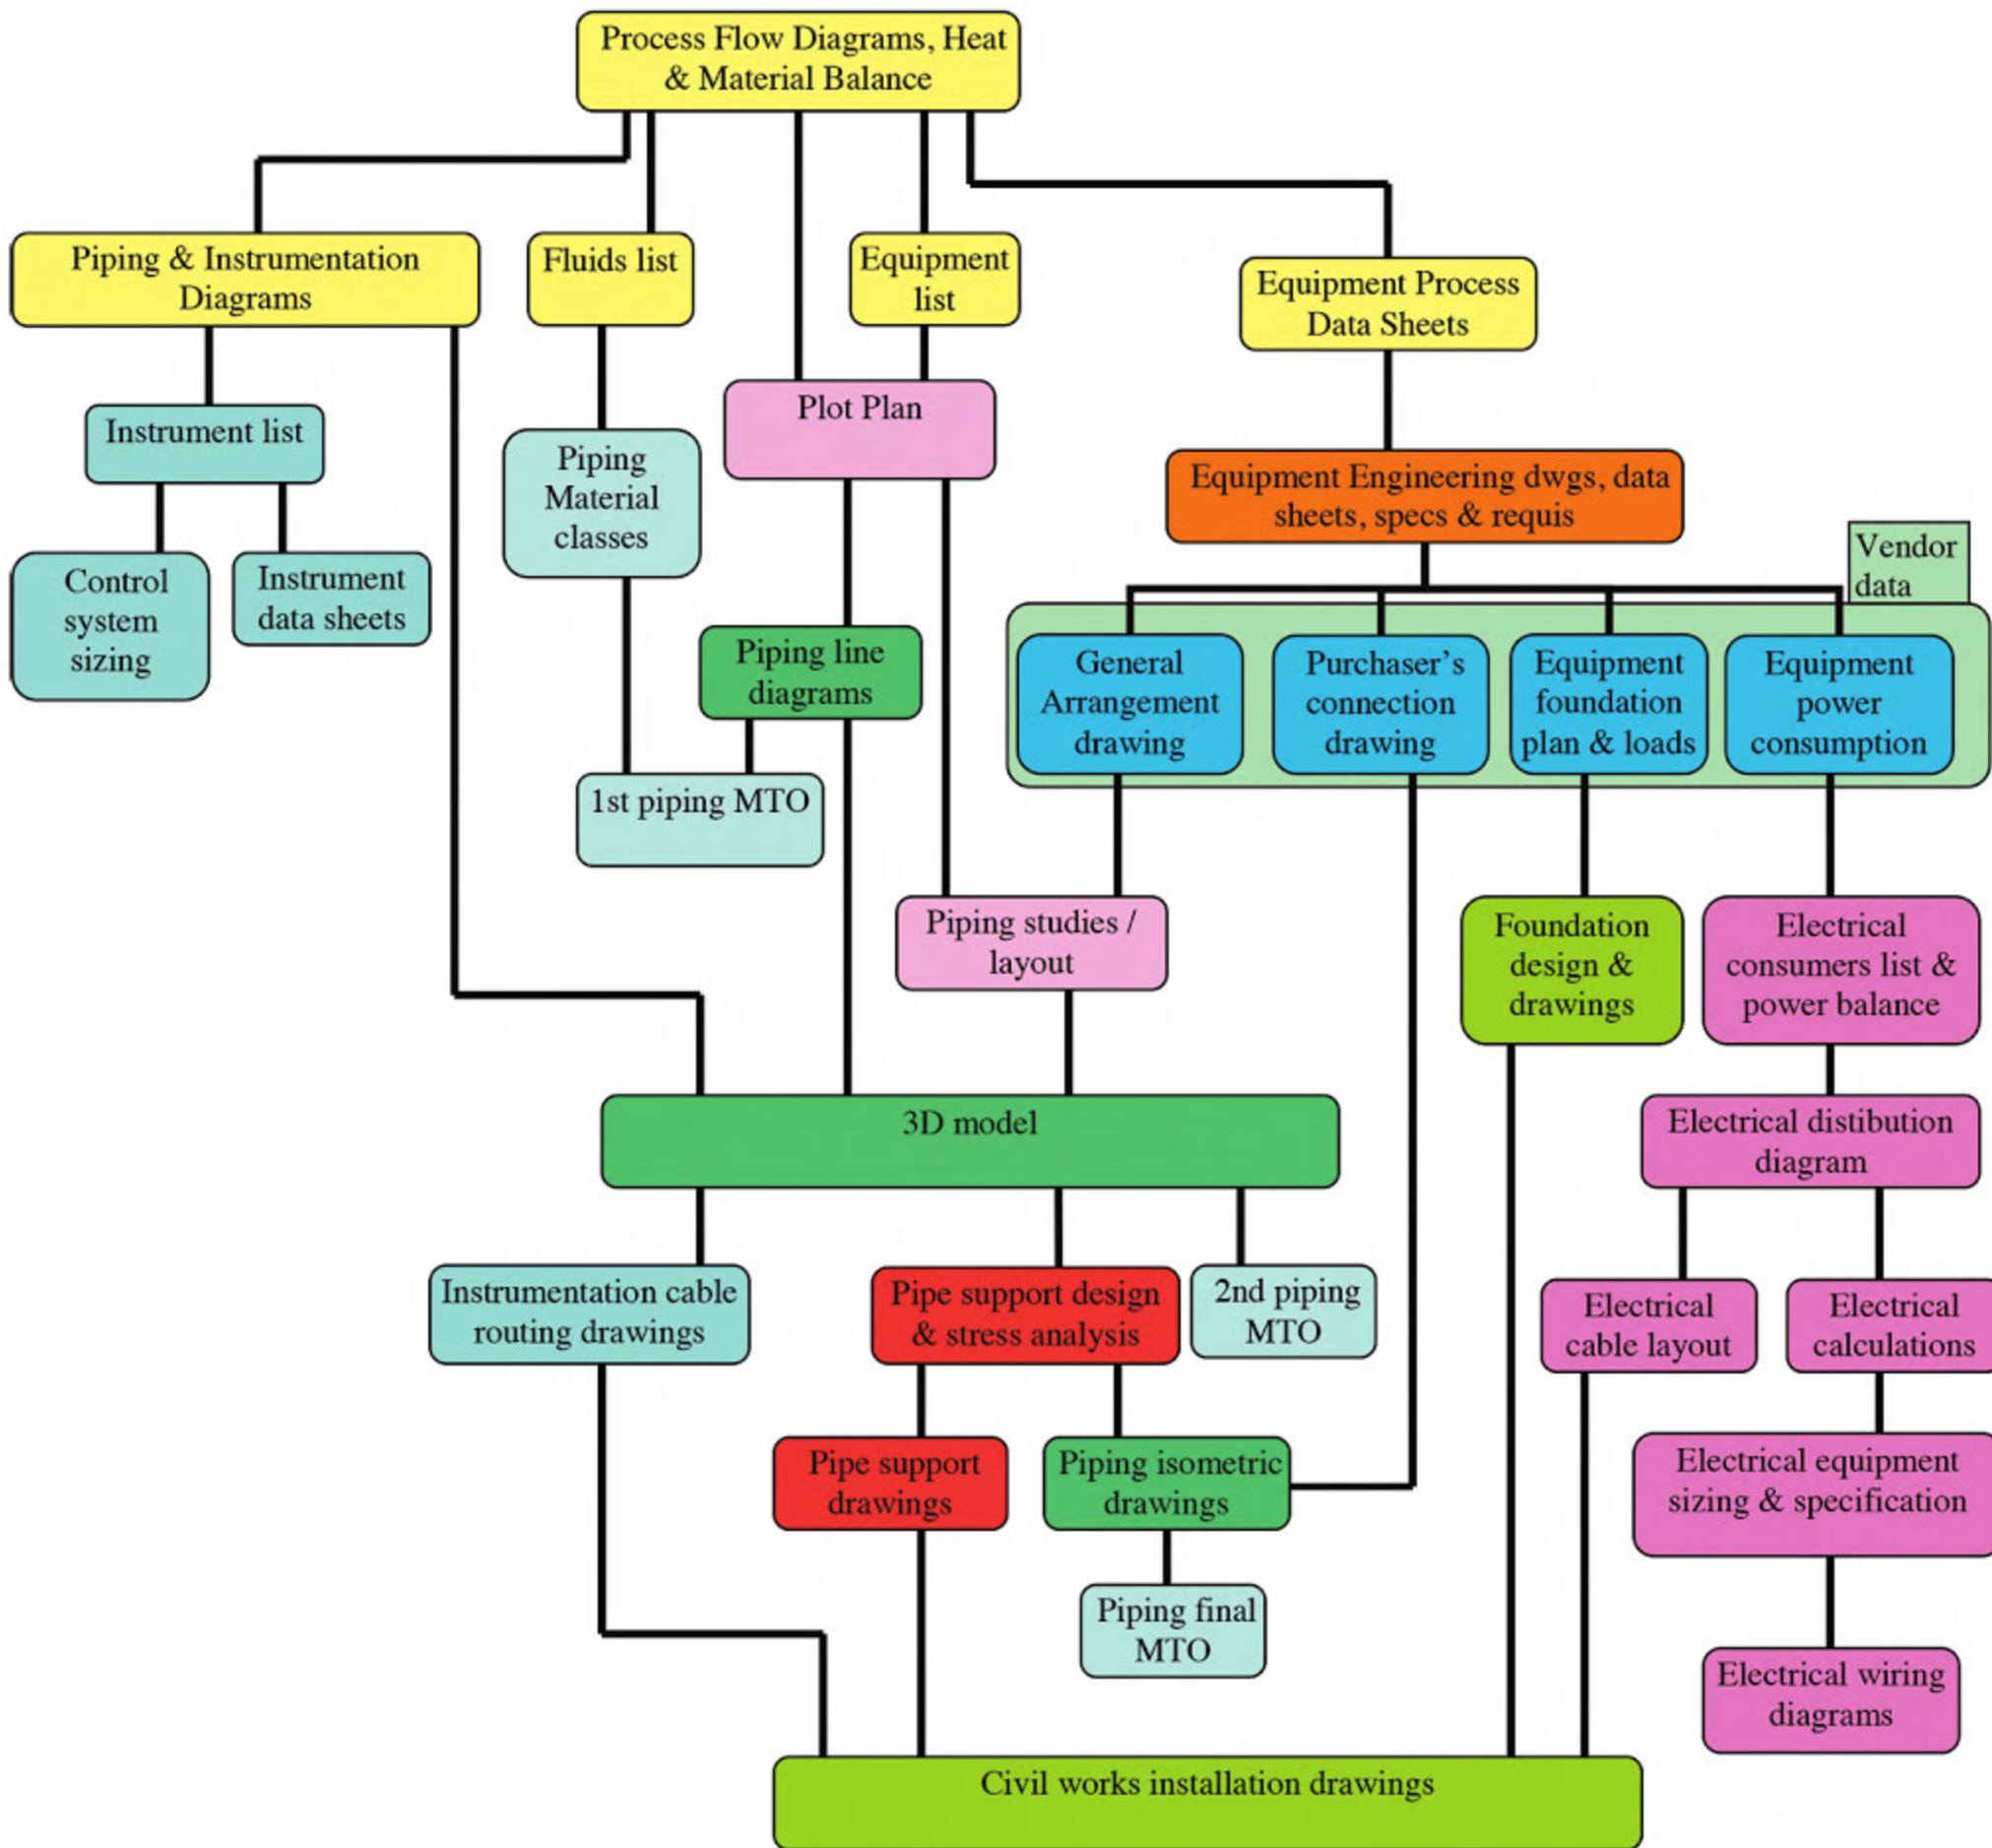 Process Flow Diagrams, Heat
& Material Balance
Piping & Instrumentation
Diagrams
Fluids list
Equipment
list
Equipment Process
Data Sheets
Instrument list
Piping
Material
classes
Plot Plan
Equipment Engineering dwgs, data
sheets, specs & requis
Vendor
data
Control
system
sizing
Instrument
data sheets
Piping line
diagrams
General
Arrangement
drawing
Purchaser’s
connection
drawing
Equipment
foundation
plan & loads
Equipment
power
consumption
1st piping MTO
Piping studies /
layout
Foundation
design &
drawings
Electrical
consumers list &
power balance
3D model
Electrical distibution
diagram
Instrumentation cable
routing drawings
Pipe support design
& stress analysis
2nd piping
MTO
Electrical
cable layout
Electrical
calculations
Pipe support
drawings
Piping isometric
drawings
Electrical equipment
sizing & specification
Piping final
MTO
Electrical wiring
diagrams
Civil works installation drawings